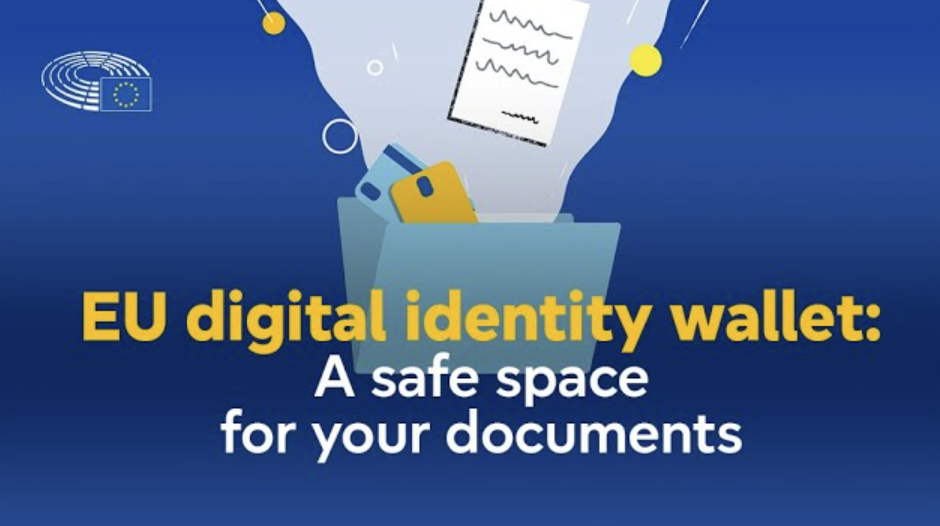 EU digital identity wallet:
A safe space
for your documents